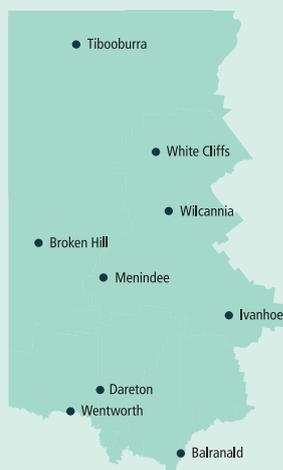 Tibooburra
White Cliffs
Wilcannia
Broken Hill
Menindee
Ivanhoe
Dareton
Wentworth
Balranald